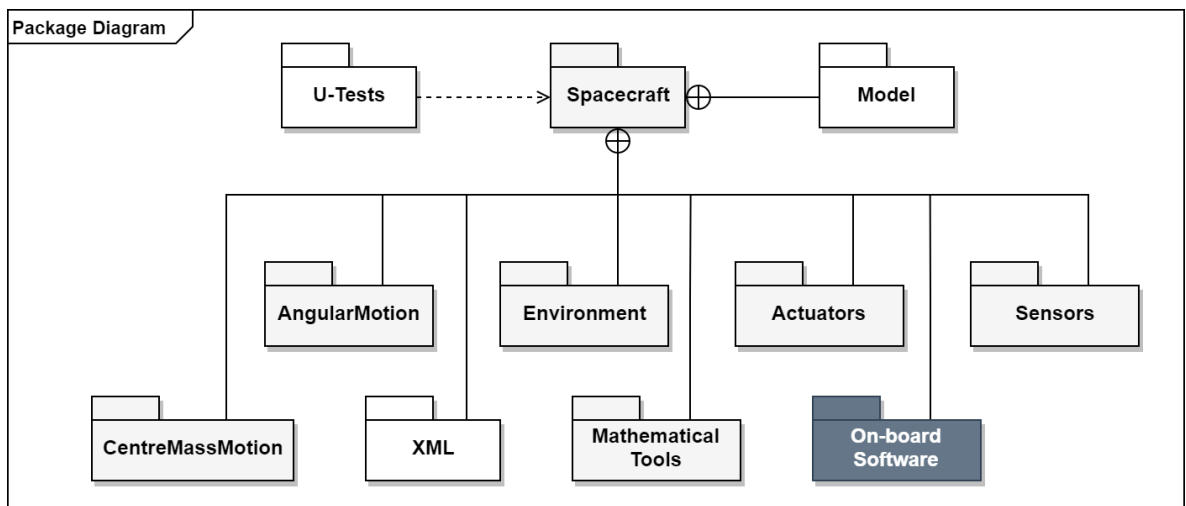 Package Diagram
U-Tests
Spacecraft
Model
AngularMotion
Environment
Actuators
Sensors
CentreMassMotion
XML
Mathematical
Tools
On-board
Software